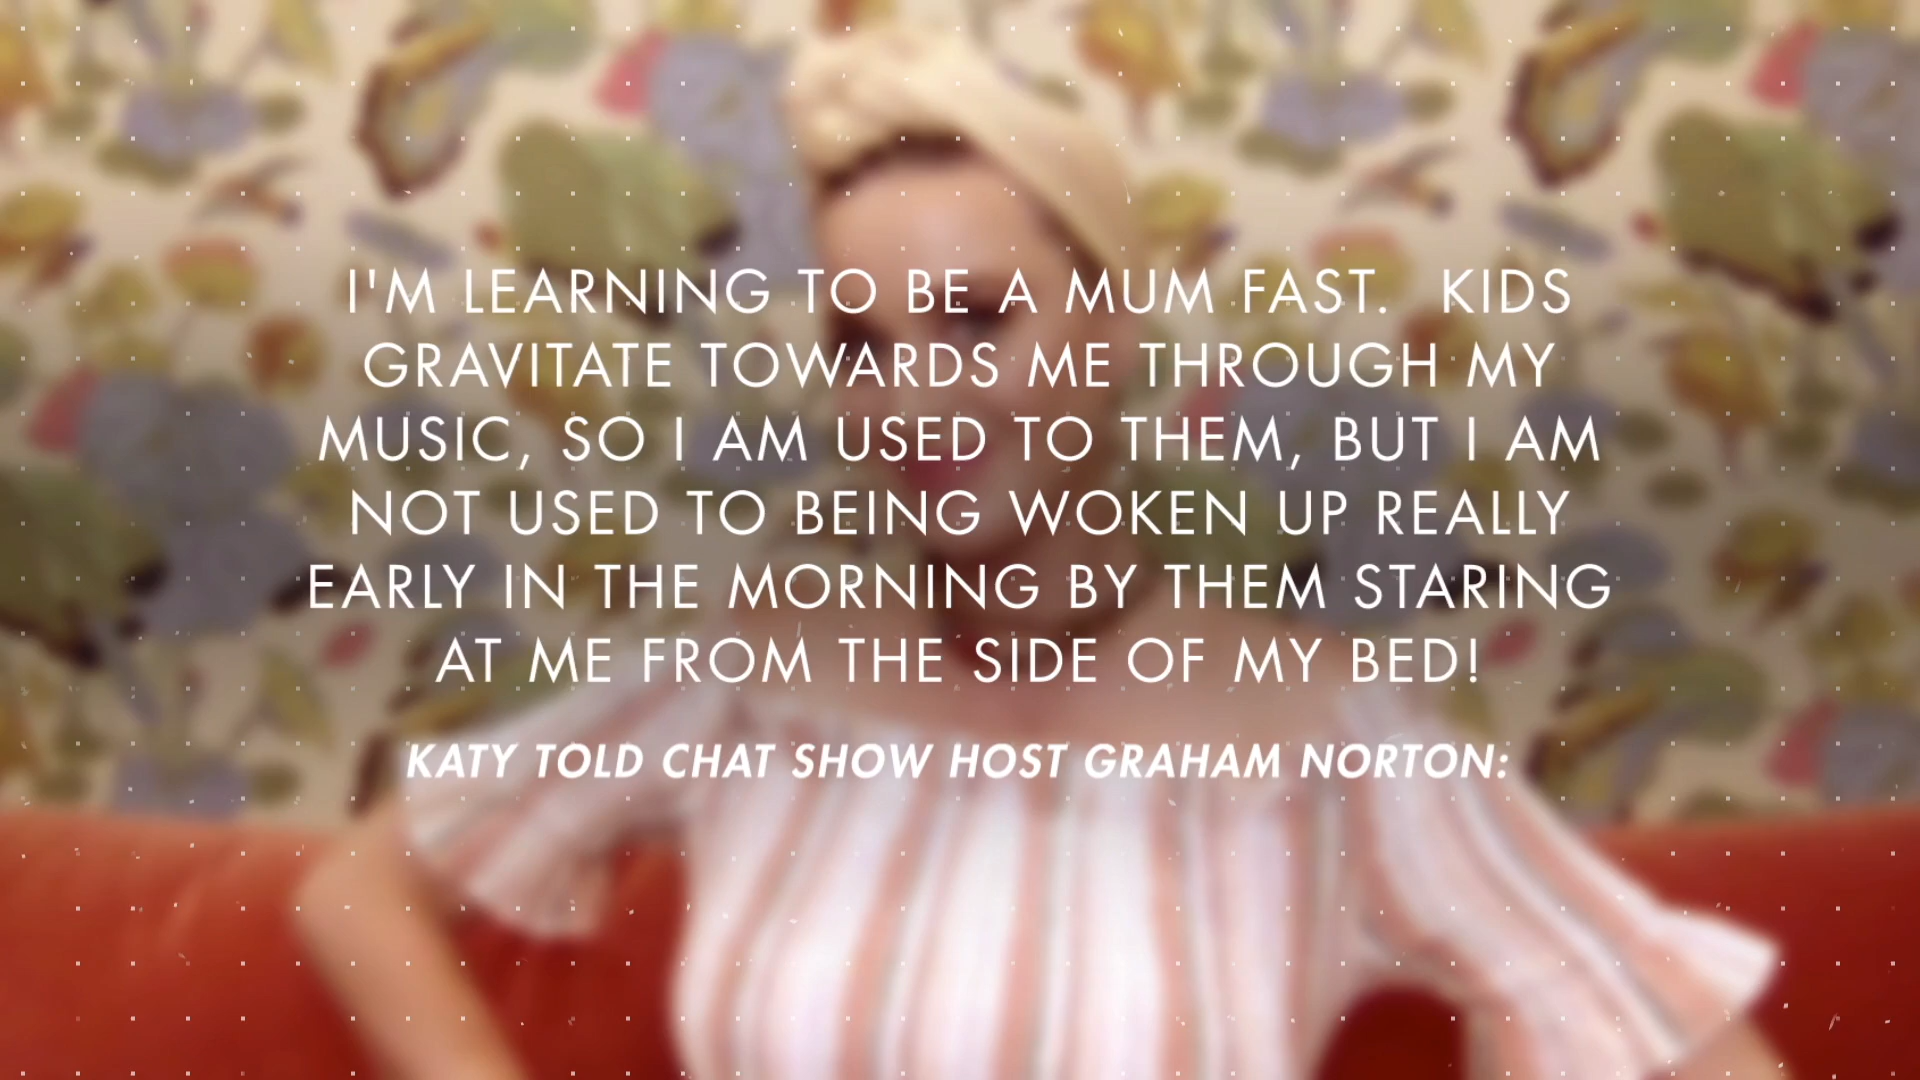 I'M LEARNING TO BE A MUM FAST.  KIDS
GRAVITATE TOWARDS ME THROUGH MY
MUSIC, SO I AM USED TO THEM, BUT I AM
NOT USED TO BEING WOKEN UP REALLY
EARLY IN THE MORNING BY THEM STARING
AT ME FROM THE SIDE OF MY BED!
KATY TOLD CHAT SHOW HOST GRAHAM NORTON: